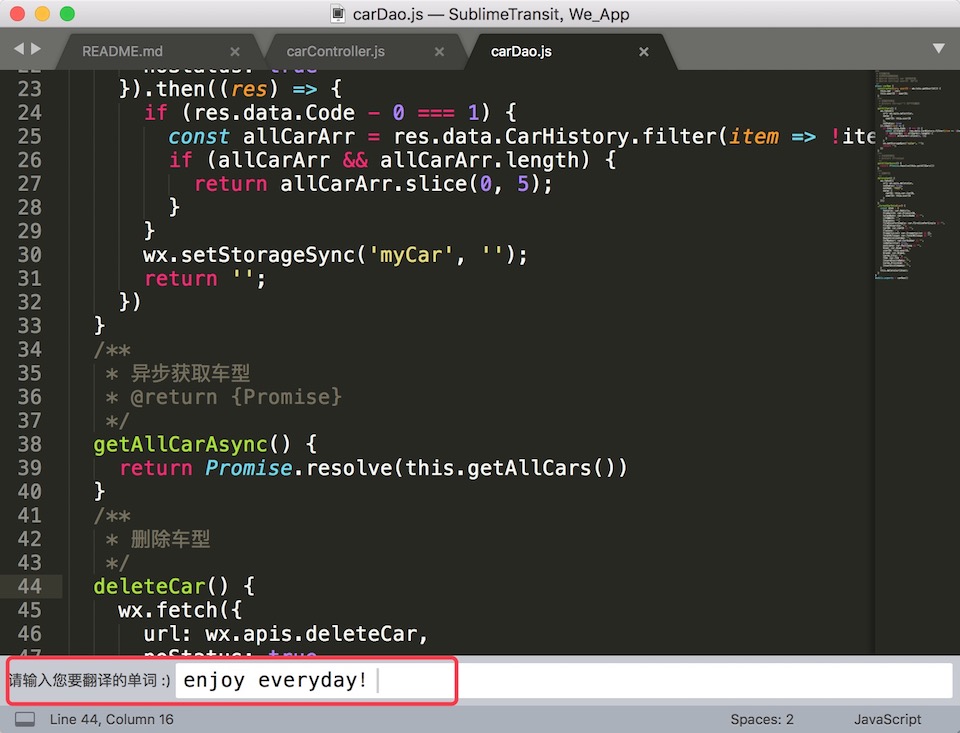 carDao.js — SublimeTransit, We_App
README.md
carController.js
carDao.js
23 }).then((res) => {
24 if (res.data.Code - 0 === 1) {
25 const allCarArr = res.data.CarHistory.filter(item => !ite
26 if (allCarArr && allCarArr.length) {
27 return allCarArr.slice(0, 5);
28 }
29 }
30 wx.setStorageSync('myCar', '');
31 return '';
32 })
33 }
34 /**
35 * 异步获取车型
36 * @return {Promise}
37 */
38 getAllCarAsync() {
39 return Promise.resolve(this.getAllCars())
40 }
41 /**
42 * 删除车型
43 */
44 deleteCar() {
45 wx.fetch({
46 url: wx.apis.deleteCar,
47 noStatus: true
请输入您要翻译的单词 :) enjoy everyday!
Line 44, Column 16
Spaces: 2
JavaScript